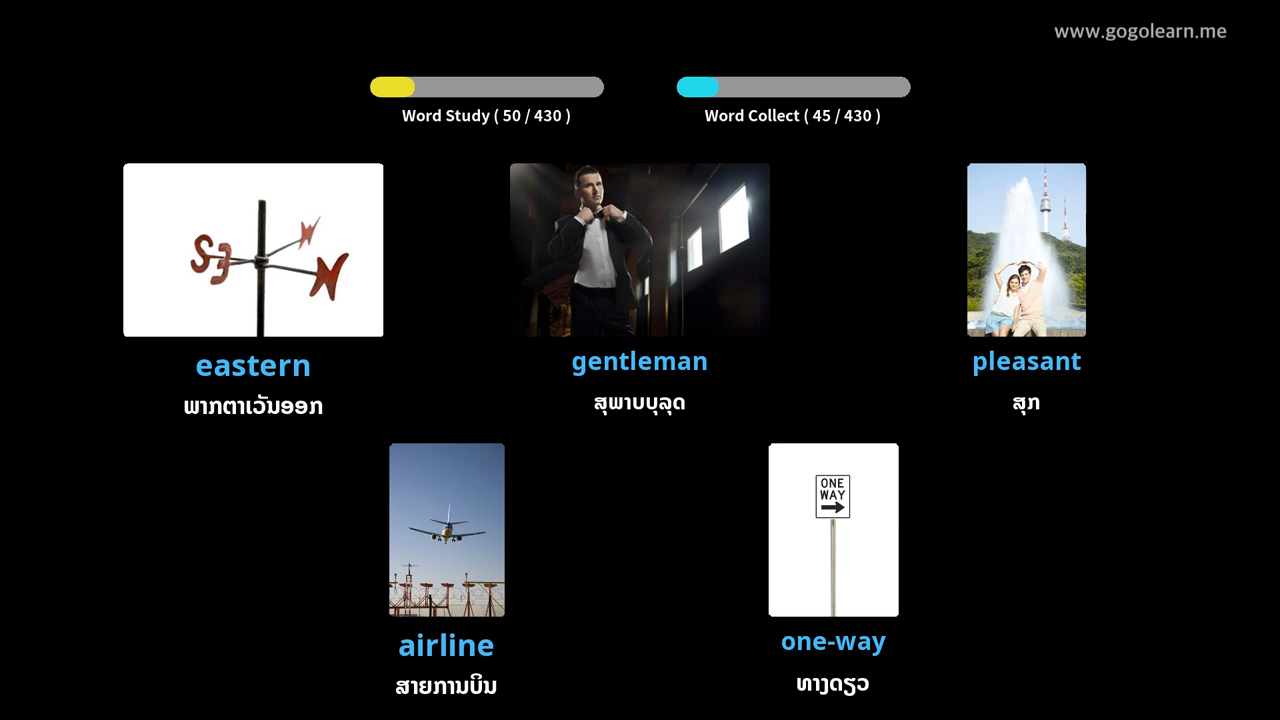 www.gogolearn.me
Word Study ( 50 / 430 )
Word Collect ( 45 / 430 )
S
E
W
N
eastern
ພາກຕາເວັນອອກ
gentleman
ສຸພາບບຸລຸດ
pleasant
ສຸກ
ONE
WAY
airline
ສາຍການບິນ
one-way
ທາງດຽວ